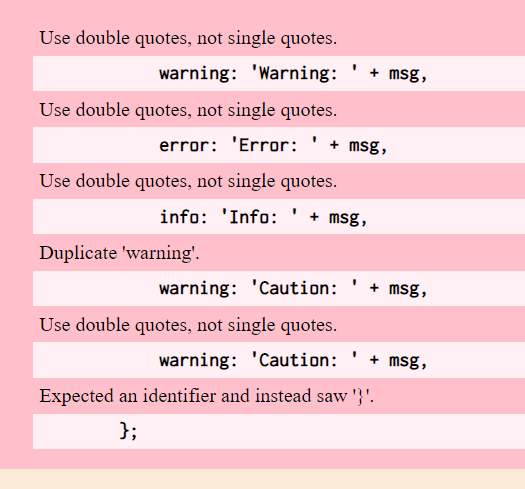 Use double quotes, not single quotes.
warning: 'Warning: ' + msg,
Use double quotes, not single quotes.
error: 'Error: ' + msg,
Use double quotes, not single quotes.
info: 'Info: ' + msg,
Duplicate 'warning'.
warning: 'Caution: ' + msg,
Use double quotes, not single quotes.
warning: 'Caution: ' + msg,
Expected an identifier and instead saw '}'.
};